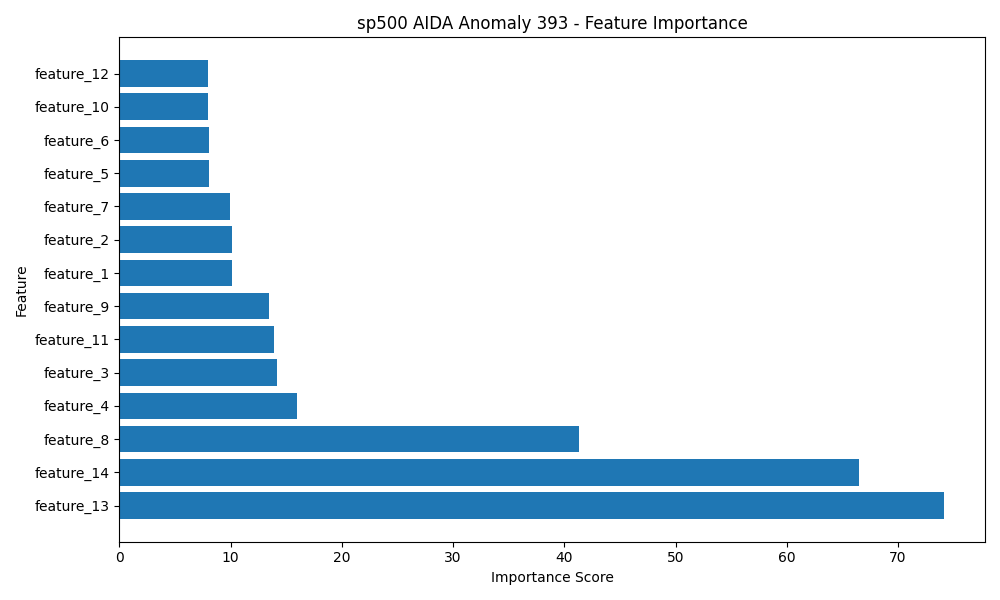 sp500 AIDA Anomaly 393 - Feature Importance
feature_12
feature_10
feature_6
feature_5
feature_7
feature_2
feature_1
feature_9
feature_11
feature_3
feature_4
feature_8
feature_14
feature_13
Feature
0 10 20 30 40 50 60 70
Importance Score